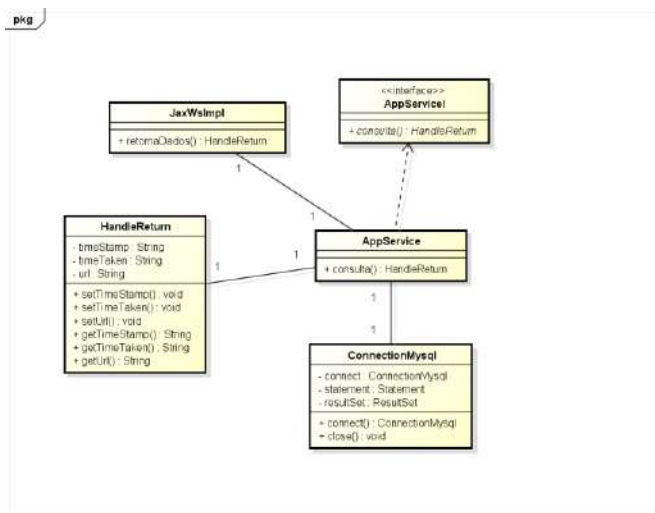 pkg
<<interface>>
AppServiceI
+ consulta() : HandleReturn
JaxWsImpl
+ retornaDados() : HandleReturn
1
1
HandleReturn
- timeStamp : String
- timeTaken : String
- url : String
+ setTimeStamp() : void
+ setTimeTaken() : void
+ setUrl() : void
+ getTimeStamp() : String
+ getTimeTaken() : String
+ getUrl() : String
1
1
AppService
+ consulta() : HandleReturn
1
1
ConnectionMysql
- connect : ConnectionMysql
- statement : Statement
- resultSet : ResultSet
+ connect() : ConnectionMysql
+ close() : void